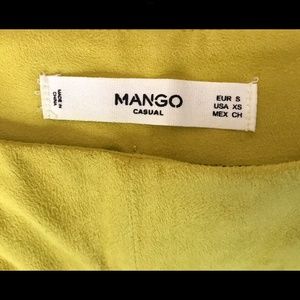 MADE IN
CHINA
MANGO
CASUAL
EUR S
USA XS
MEX CH